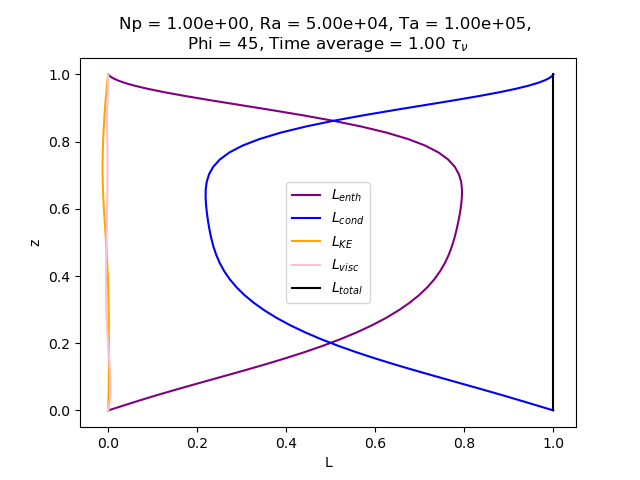 Np = 1.00e+00, Ra = 5.00e+04, Ta = 1.00e+05,
Phi = 45, Time average = 1.00 τ_ν
1.0
0.8
z
0.6
0.4
0.2
0.0
L_enth
L_cond
L_KE
L_visc
L_total
0.0 0.2 0.4 0.6 0.8 1.0
L